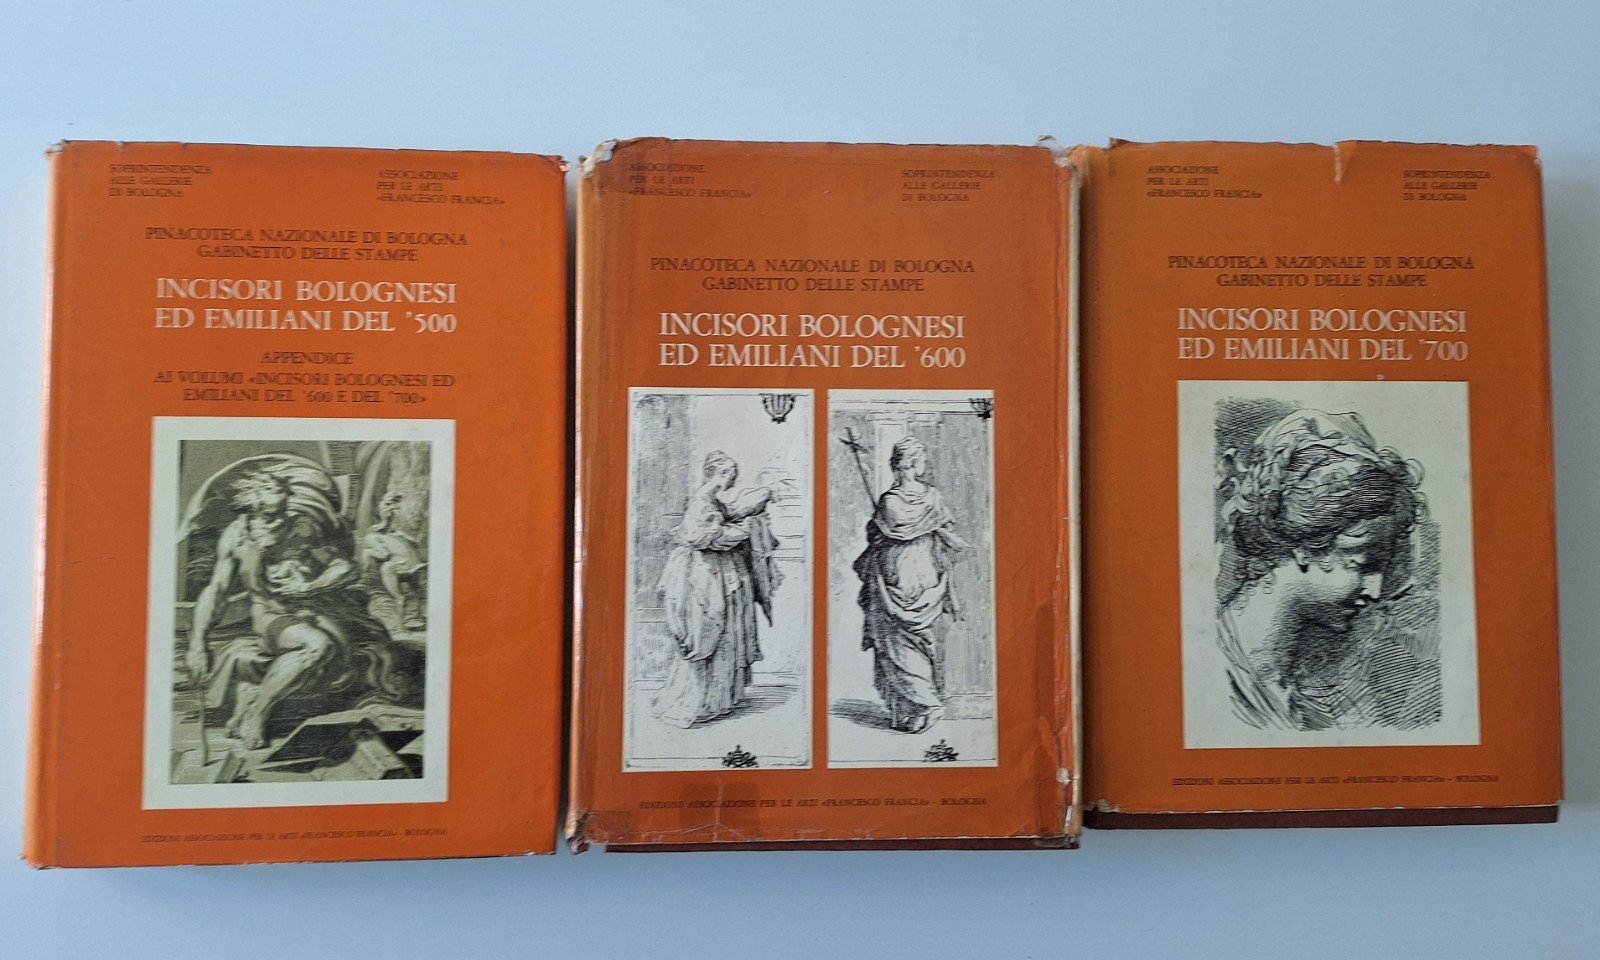 SOPRINTENDENZA
ALLE GALLERIE
DI BOLOGNA
ASSOCIAZIONE
PER LE ARTI
«FRANCESCO FRANCIA»
PINACOTECA NAZIONALE DI BOLOGNA
GABINETTO DELLE STAMPE
INCISORI BOLOGNESI
ED EMILIANI DEL '500
APPENDICE
AI VOLUMI «INCISORI BOLOGNESI ED
EMILIANI DEL '600 E DEL '700»
EDIZIONI ASSOCIAZIONE PER LE ARTI «FRANCESCO FRANCIA» - BOLOGNA
ASSOCIAZIONE
PER LE ARTI
«FRANCESCO FRANCIA»
SOPRINTENDENZA
ALLE GALLERIE
DI BOLOGNA
PINACOTECA NAZIONALE DI BOLOGNA
GABINETTO DELLE STAMPE
INCISORI BOLOGNESI
ED EMILIANI DEL '600
EDIZIONI ASSOCIAZIONE PER LE ARTI «FRANCESCO FRANCIA» - BOLOGNA
ASSOCIAZIONE
PER LE ARTI
«FRANCESCO FRANCIA»
SOPRINTENDENZA
ALLE GALLERIE
DI BOLOGNA
PINACOTECA NAZIONALE DI BOLOGNA
GABINETTO DELLE STAMPE
INCISORI BOLOGNESI
ED EMILIANI DEL '700
EDIZIONI ASSOCIAZIONE PER LE ARTI «FRANCESCO FRANCIA» - BOLOGNA